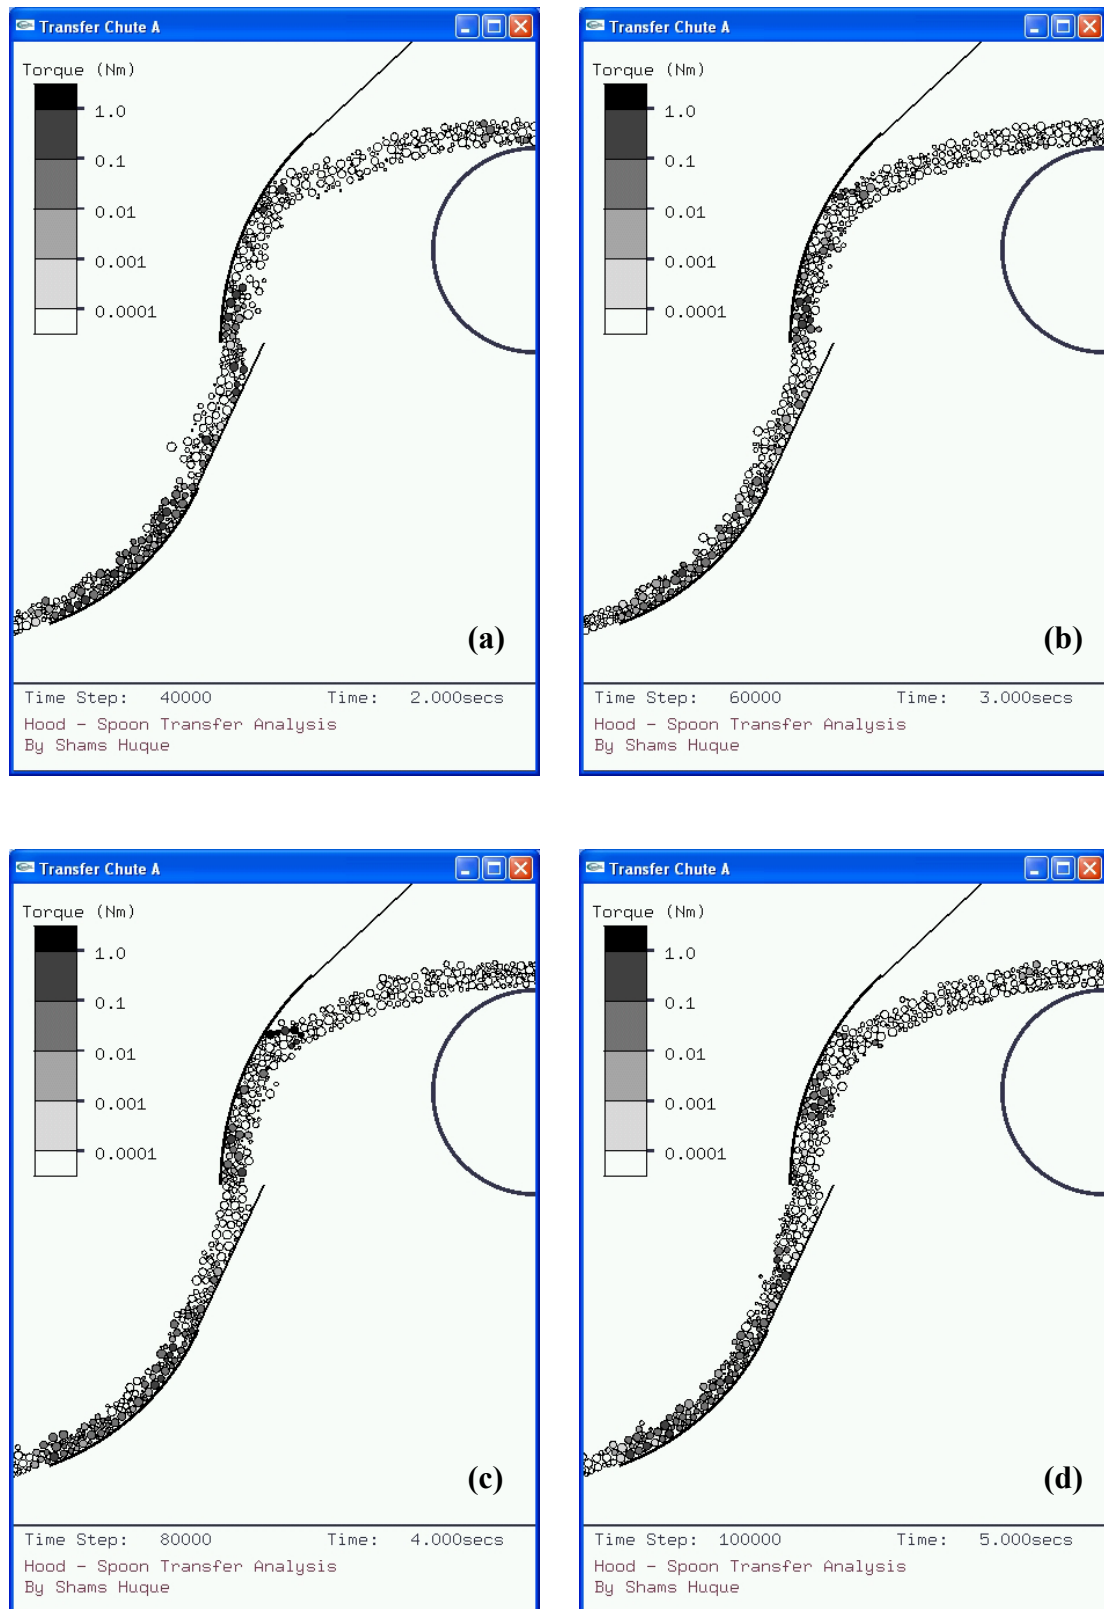 Transfer Chute A
Torque (Nm)
1.0
0.1
0.01
0.001
0.0001
(a)
Time Step: 40000 Time: 2.000secs
Hood - Spoon Transfer Analysis
By Shams Huque
Transfer Chute A
Torque (Nm)
1.0
0.1
0.01
0.001
0.0001
(b)
Time Step: 60000 Time: 3.000secs
Hood - Spoon Transfer Analysis
By Shams Huque
Transfer Chute A
Torque (Nm)
1.0
0.1
0.01
0.001
0.0001
(c)
Time Step: 80000 Time: 4.000secs
Hood - Spoon Transfer Analysis
By Shams Huque
Transfer Chute A
Torque (Nm)
1.0
0.1
0.01
0.001
0.0001
(d)
Time Step: 100000 Time: 5.000secs
Hood - Spoon Transfer Analysis
By Shams Huque